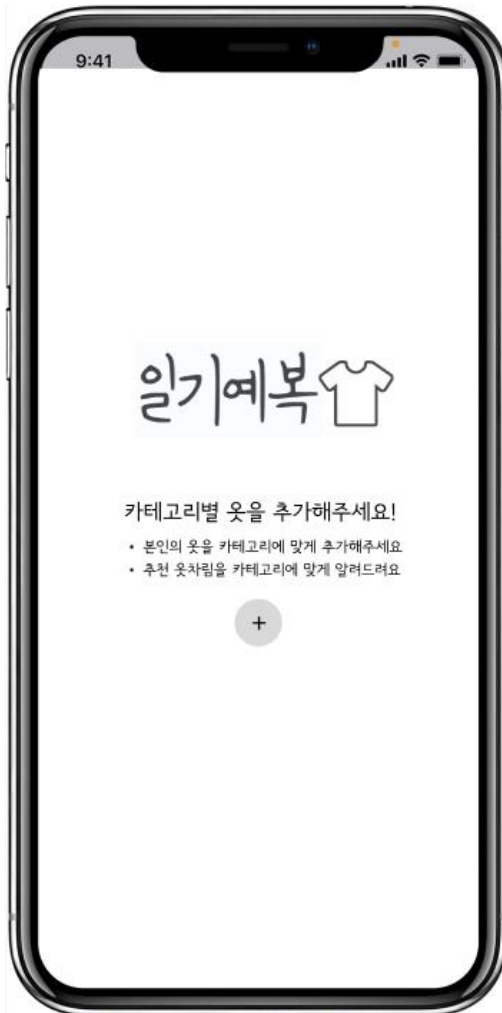 9:41
일기예복
카테고리별 옷을 추가해주세요!
• 본인의 옷을 카테고리에 맞게 추가해주세요
• 추천 옷차림을 카테고리에 맞게 알려드려요
+